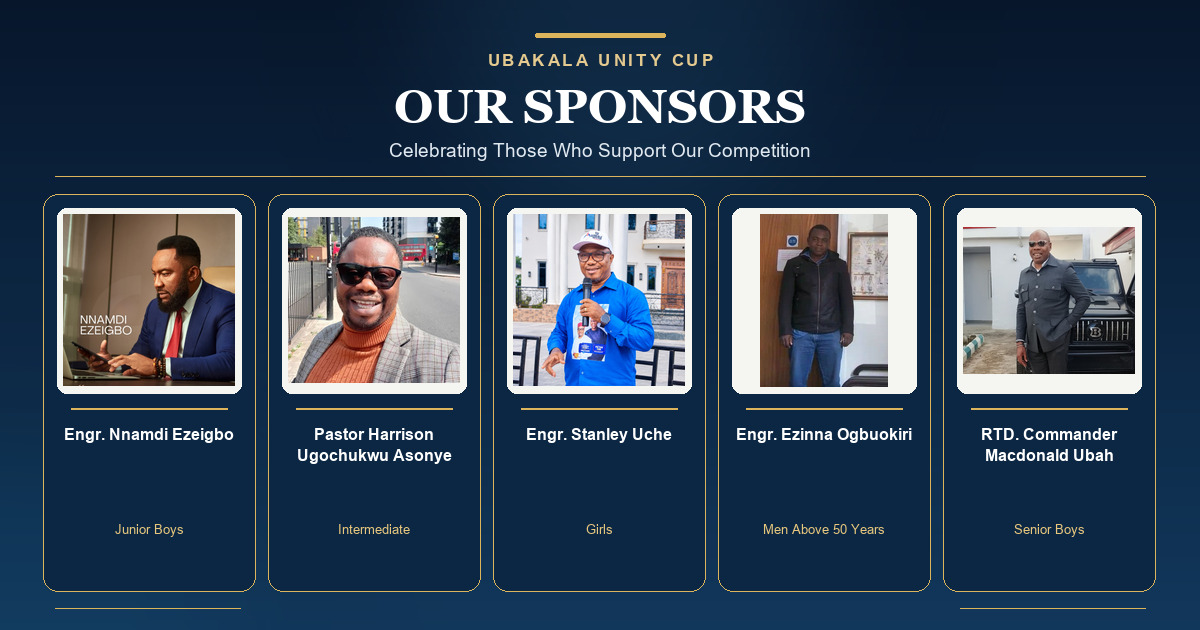 UBAKALA UNITY CUP
OUR SPONSORS
Celebrating Those Who Support Our Competition
NNAMDI
EZEIGBO
Engr. Nnamdi Ezeigbo
Junior Boys
Pastor Harrison
Ugochukwu Asonye
Intermediate
Engr. Stanley Uche
Girls
Engr. Ezinna Ogbuokiri
Men Above 50 Years
RTD. Commander
Macdonald Ubah
Senior Boys